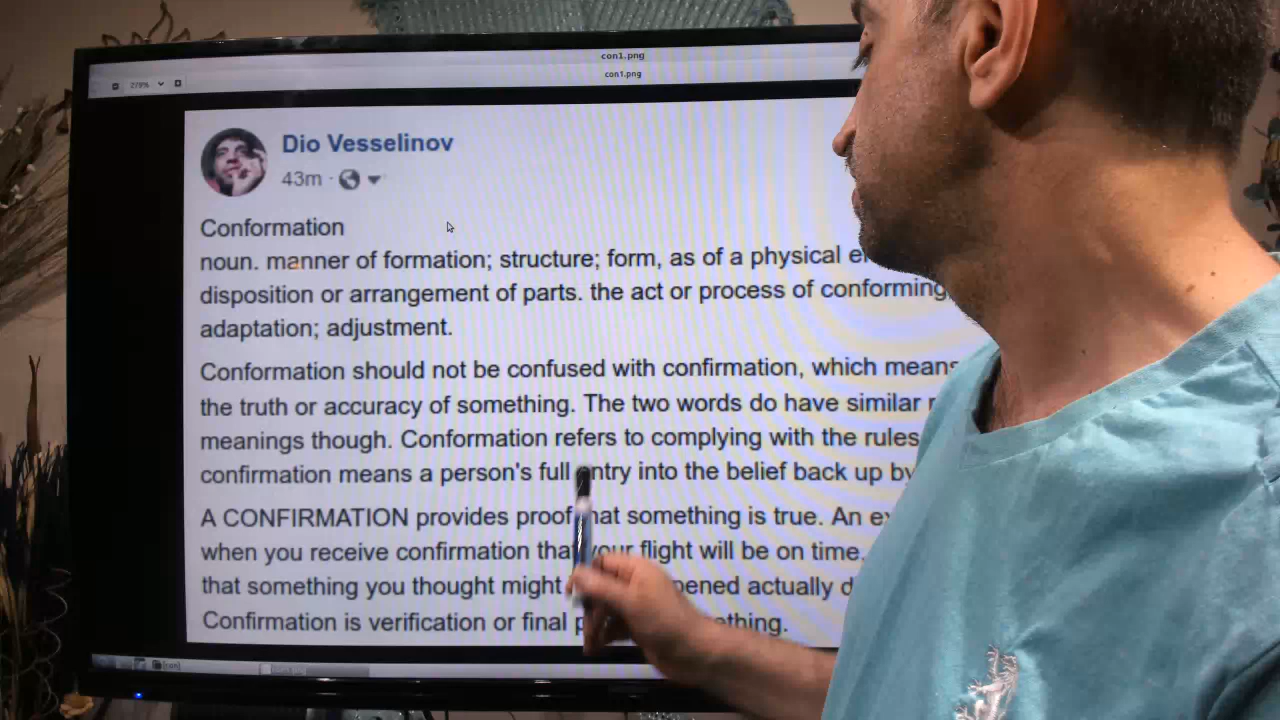 con1.png
279%
con1.png
Dio Vesselinov
43m ·
Conformation
noun. manner of formation; structure; form, as of a physical
disposition or arrangement of parts. the act or process of conforming
adaptation; adjustment.
Conformation should not be confused with confirmation, which means
the truth or accuracy of something. The two words do have similar
meanings though. Conformation refers to complying with the rules
confirmation means a person's full entry into the belief back up by
A CONFIRMATION provides proof that something is true. An
when you receive confirmation that your flight will be on time.
that something you thought might actually
Confirmation is verification or final
[con]